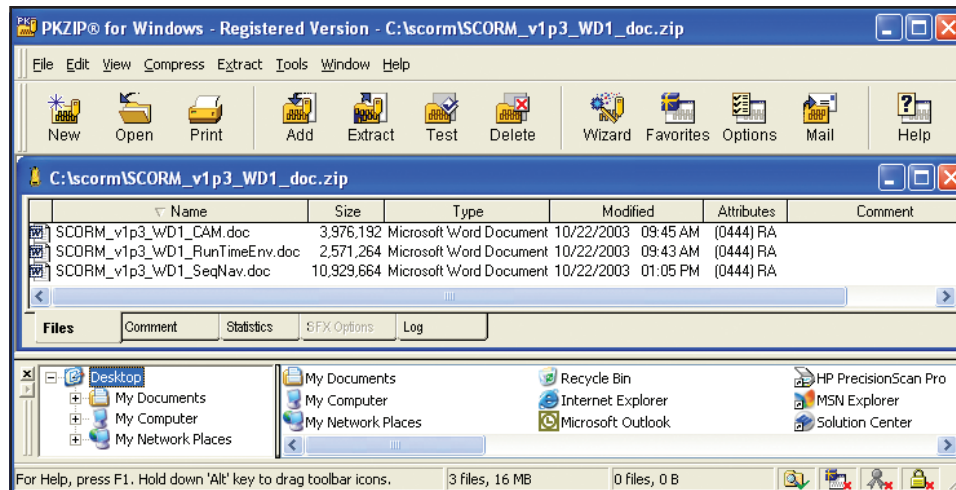 PKZIP® for Windows - Registered Version - C:\scorm\SCORM_v1p3_WD1_doc.zip
File Edit View Compress Extract Tools Window Help
New Open Print Add Extract Test Delete Wizard Favorites Options Mail Help
C:\scorm\SCORM_v1p3_WD1_doc.zip
Name Size Type Modified Attributes Comment
SCORM_v1p3_WD1_CAM.doc 3,976,192 Microsoft Word Document 10/22/2003 09:45 AM (0444) RA
SCORM_v1p3_WD1_RunTimeEnv.doc 2,571,264 Microsoft Word Document 10/22/2003 09:43 AM (0444) RA
SCORM_v1p3_WD1_SeqNav.doc 10,929,664 Microsoft Word Document 10/22/2003 01:05 PM (0444) RA
Files Comment Statistics SFX Options Log
Desktop My Documents Recycle Bin HP PrecisionScan Pro
My Documents My Computer Internet Explorer MSN Explorer
My Computer My Network Places Microsoft Outlook Solution Center
My Network Places
For Help, press F1. Hold down 'Alt' key to drag toolbar icons. 3 files, 16 MB 0 files, 0 B